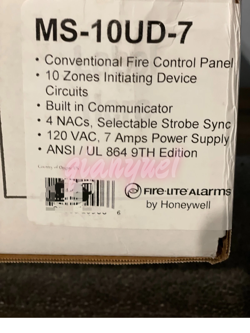 MS-10UD-7
• Conventional Fire Control Panel
• 10 Zones Initiating Device
Circuits
• Built in Communicator
• 4 NACs, Selectable Strobe Sync
• 120 VAC, 7 Amps Power Supply
• ANSI / UL 864 9TH Edition
FIRE·LITE ALARMS
by Honeywell
6